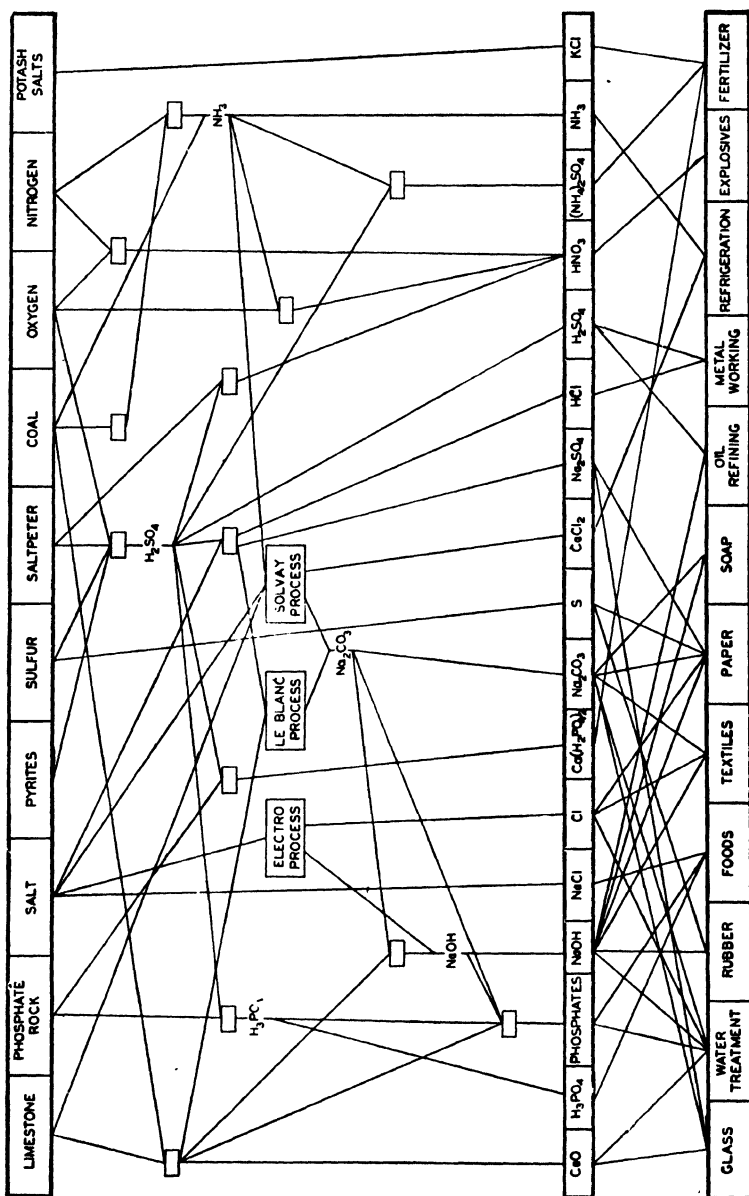 LIMESTONE
PHOSPHATE
ROCK
SALT
PYRITES
SULFUR
SALTPETER
COAL
OXYGEN
NITROGEN
POTASH
SALTS
NH₃
H₂SO₄
H₃PO₄
ELECTRO
PROCESS
LE BLANC
PROCESS
SOLVAY
PROCESS
Na₂CO₃
NaOH
CaO
H₃PO₄
PHOSPHATES
NaOH
NaCl
Cl
Ca(H₂PO₄)₂
Na₂CO₃
S
CaCl₂
Na₂SO₄
HCl
H₂SO₄
HNO₃
(NH₄)₂SO₄
NH₃
KCl
GLASS
WATER
TREATMENT
RUBBER
FOODS
TEXTILES
PAPER
SOAP
OIL
REFINING
METAL
WORKING
REFRIGERATION
EXPLOSIVES
FERTILIZER